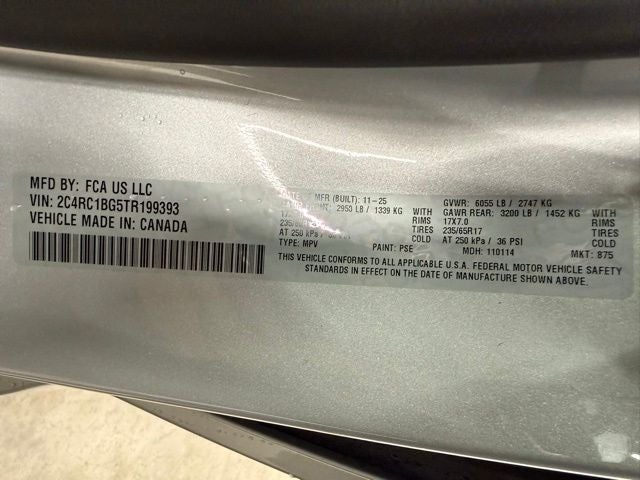 MFD BY: FCA US LLC
VIN: 2C4RC1BG5TR199393
VEHICLE MADE IN: CANADA
MFR (BUILT): 11-25 GVWR: 6055 LB / 2747 KG
2950 LB / 1339 KG WITH GAWR REAR: 3200 LB / 1452 KG WITH
RIMS 17X7.0 RIMS
TIRES 235/65R17 TIRES
AT 250 kPa / COLD AT 250 kPa / 36 PSI COLD
TYPE: MPV PAINT: PSE MDH: 110114 MKT: 875
THIS VEHICLE CONFORMS TO ALL APPLICABLE U.S.A. FEDERAL MOTOR VEHICLE SAFETY
STANDARDS IN EFFECT ON THE DATE OF MANUFACTURE SHOWN ABOVE.